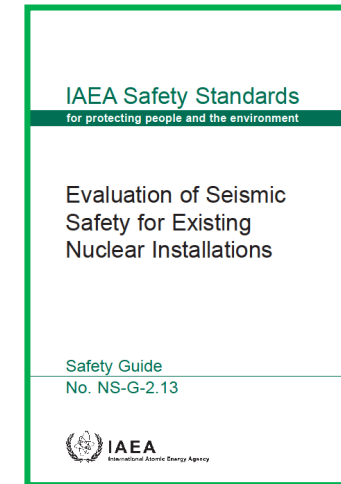 IAEA Safety Standards
for protecting people and the environment
Evaluation of Seismic
Safety for Existing
Nuclear Installations
Safety Guide
No. NS-G-2.13
IAEA
International Atomic Energy Agency